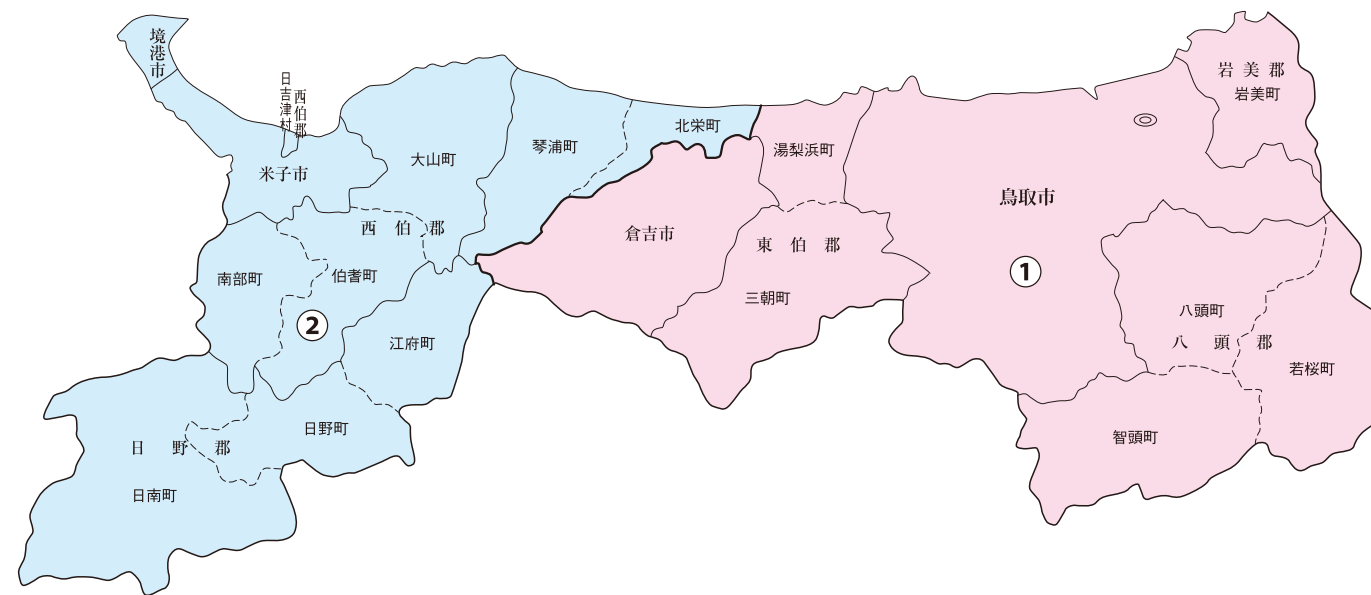 境港市
日吉津村
西伯郡
米子市
大山町
琴浦町
北栄町
湯梨浜町
岩美郡
岩美町
鳥取市
倉吉市
東伯郡
三朝町
西伯郡
南部町
伯耆町
②
江府町
①
八頭町
八頭郡
若桜町
智頭町
日野郡
日野町
日南町